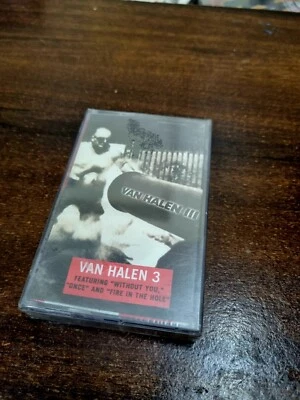 VAN HALEN III
VAN HALEN 3
FEATURING "WITHOUT YOU,"
"ONCE" AND "FIRE IN THE HOLE"